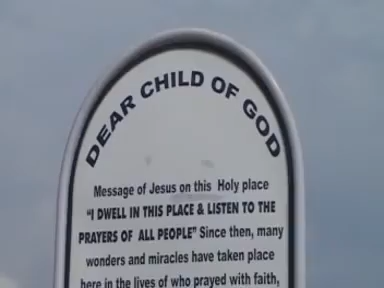 DEAR CHILD OF GOD
Message of Jesus on this Holy place
"I DWELL IN THIS PLACE & LISTEN TO THE
PRAYERS OF ALL PEOPLE" Since then, many
wonders and miracles have taken place
here in the lives of who prayed with faith,